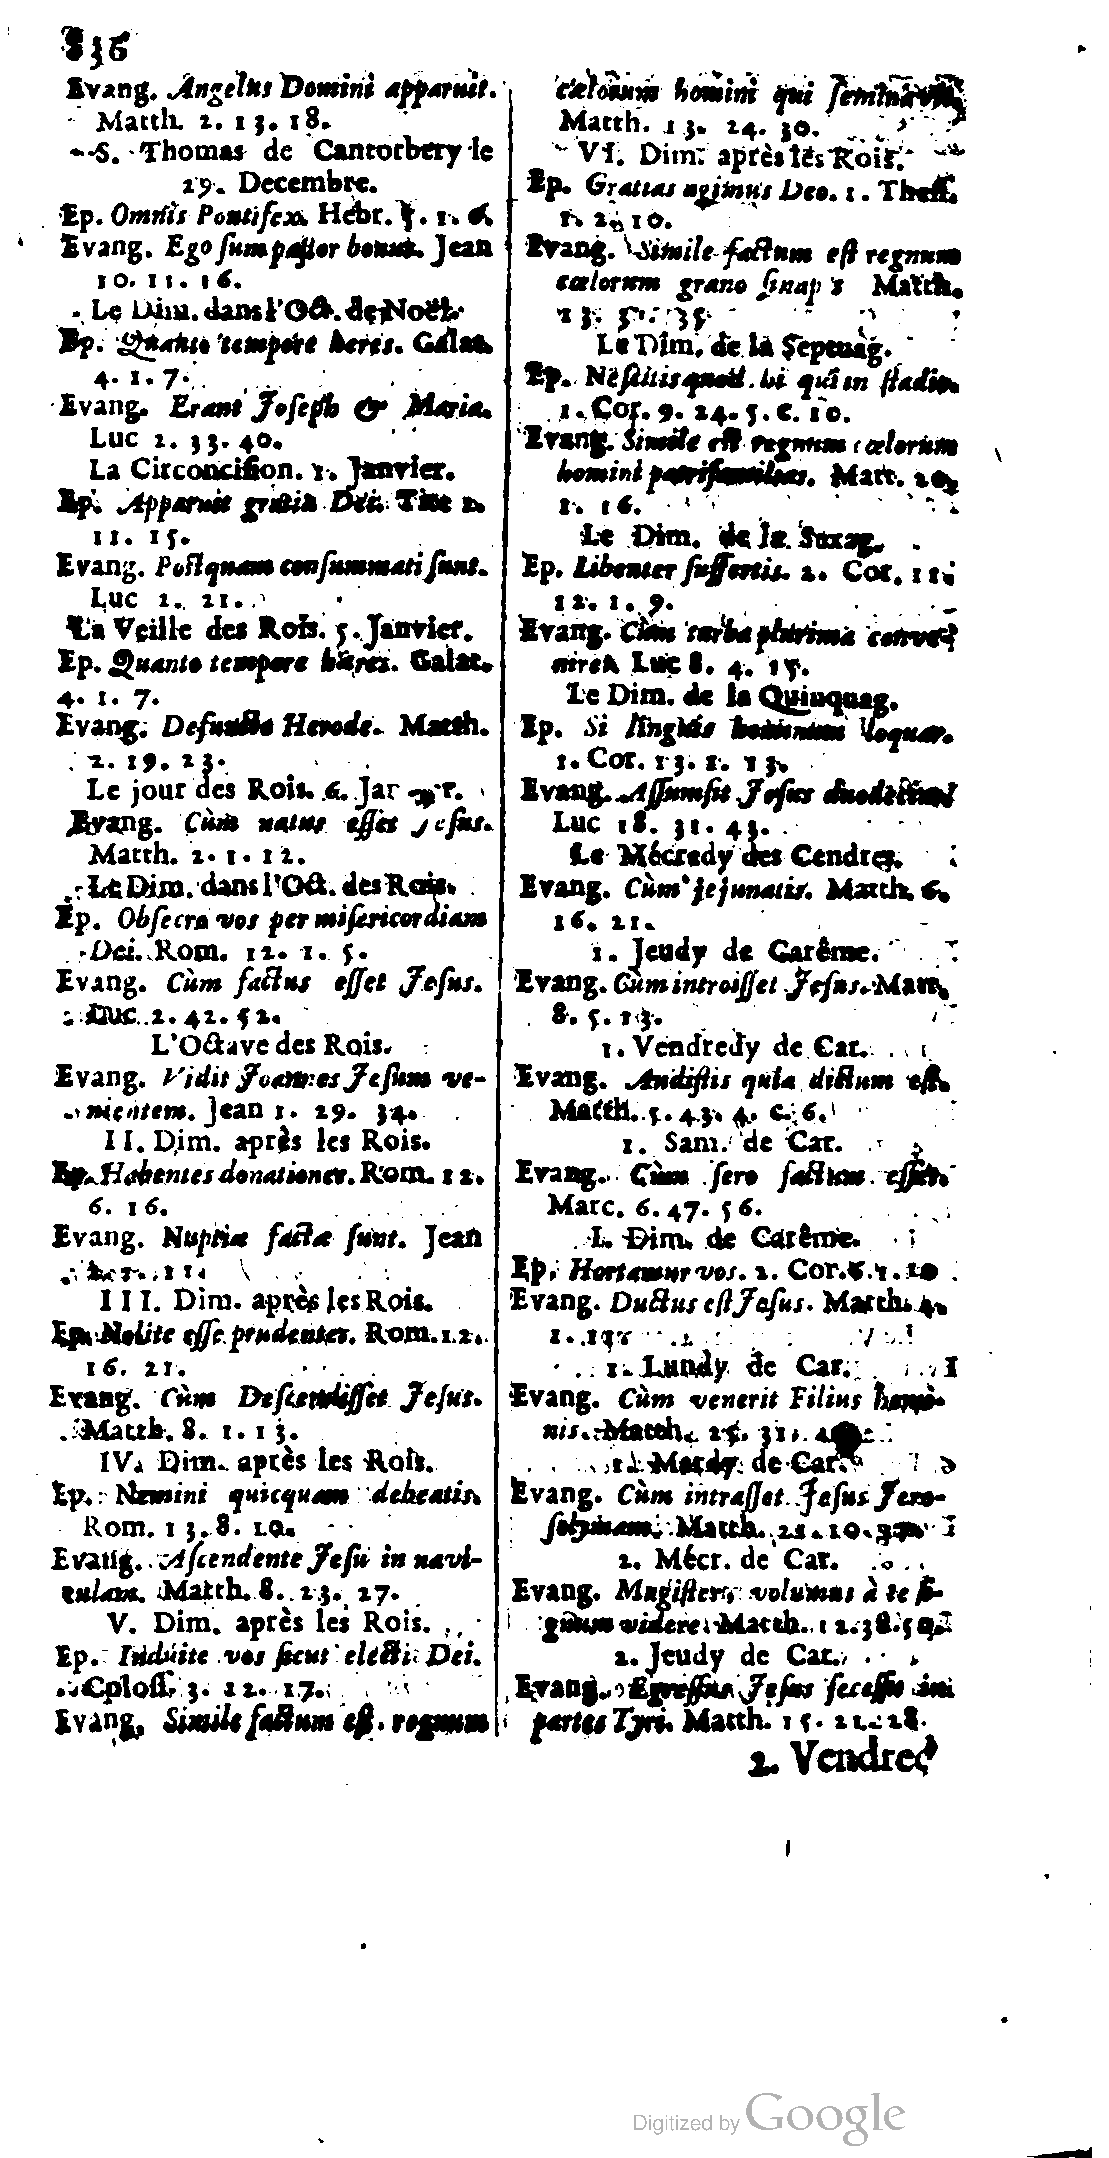 836
Evang. Angelus Domini apparuit.
Matth. 2. 13. 18.
S. Thomas de Cantorbery le
29. Decembre.
Ep. Omnis Pontifex. Hebr. 5. 1. 6.
Evang. Ego sum pastor bonus. Jean
10. 11. 16.
Le Dim. dans l'Oct. de Noël.
Ep. Quanto tempore heres. Galat.
4. 1. 7.
Evang. Erant Joseph & Maria.
Luc 2. 33. 40.
La Circoncision. 1. Janvier.
Ep. Apparuit gratia Dei. Tite 2.
11. 15.
Evang. Postquam consummati sunt.
Luc 2. 21.
La Veille des Rois. 5. Janvier.
Ep. Quanto tempore hæres. Galat.
4. 1. 7.
Evang. Defuncto Herode. Matth.
2. 19. 23.
Le jour des Rois. 6. Jar r.
Evang. Cùm natus esset Jesus.
Matth. 2. 1. 12.
Le Dim. dans l'Oct. des Rois.
Ep. Obsecro vos per misericordiam
Dei. Rom. 12. 1. 5.
Evang. Cùm factus esset Jesus.
Luc 2. 42. 52.
L'Octave des Rois.
Evang. Vidit Joannes Jesum ve-
nientem. Jean 1. 29. 34.
II. Dim. après les Rois.
Ep. Habentes donationes. Rom. 12.
6. 16.
Evang. Nuptiæ factæ sunt. Jean
2. 1. 11.
III. Dim. après les Rois.
Ep. Nolite esse prudentes. Rom. 12.
16. 21.
Evang. Cùm Descendisset Jesus.
Matth. 8. 1. 13.
IV. Dim. après les Rois.
Ep. Nemini quicquam debeatis.
Rom. 13. 8. 10.
Evang. Ascendente Jesu in navi-
culam. Matth. 8. 23. 27.
V. Dim. après les Rois.
Ep. Induite vos sicut electi Dei.
Coloss. 3. 12. 17.
Evang. Simile factum est regnum
cælorum homini qui seminavit
Matth. 13. 24. 30.
VI. Dim. après les Rois.
Ep. Gratias agimus Deo. 1. Thess.
1. 2. 10.
Evang. Simile factum est regnum
cœlorum grano sinap s Matth.
13. 31. 35
Le Dim. de la Septuag.
Ep. Nescitis quod hi qui in stadio.
1. Cor. 9. 24. 5. c. 10.
Evang. Simile est regnum cœlorum
homini patrifamilias. Matt. 20.
1. 16.
Le Dim. de la Sexag.
Ep. Libenter suffertis. 2. Cor. 11.
12. 1. 9.
Evang. Cùm turba plurima conve-
niret Luc 8. 4. 15.
Le Dim. de la Quinquag.
Ep. Si linguis hominum loquar.
1. Cor. 13. 1. 13.
Evang. Assumsit Jesus duodecim
Luc 18. 31. 43.
Le Mécredy des Cendres.
Evang. Cùm jejunatis. Matth. 6.
16. 21.
1. Jeudy de Carême.
Evang. Cùm introisset Jesus. Matt.
8. 5. 13.
1. Vendredy de Car.
Evang. Audistis quia dictum est.
Matth. 5. 43. 4. c. 6.
1. Sam. de Car.
Evang. Cùm sero factum esset.
Marc. 6. 47. 56.
I. Dim. de Carême.
Ep. Hortamur vos. 2. Cor. 6. 1. 10
Evang. Ductus est Jesus. Matth. 4.
1. 11.
1. Lundy de Car.
Evang. Cùm venerit Filius homi-
nis. Matth. 25. 31.
1. Mardy de Car.
Evang. Cùm intrasset Jesus Jero-
solymam. Matth. 21. 10.
2. Mécr. de Car.
Evang. Magister, volumus à te si-
gnum videre. Matth. 12. 38. 50.
2. Jeudy de Car.
Evang. Egressus Jesus secessit in
partes Tyri. Matth. 15. 21. 28.
2. Vendred
Digitized by Google